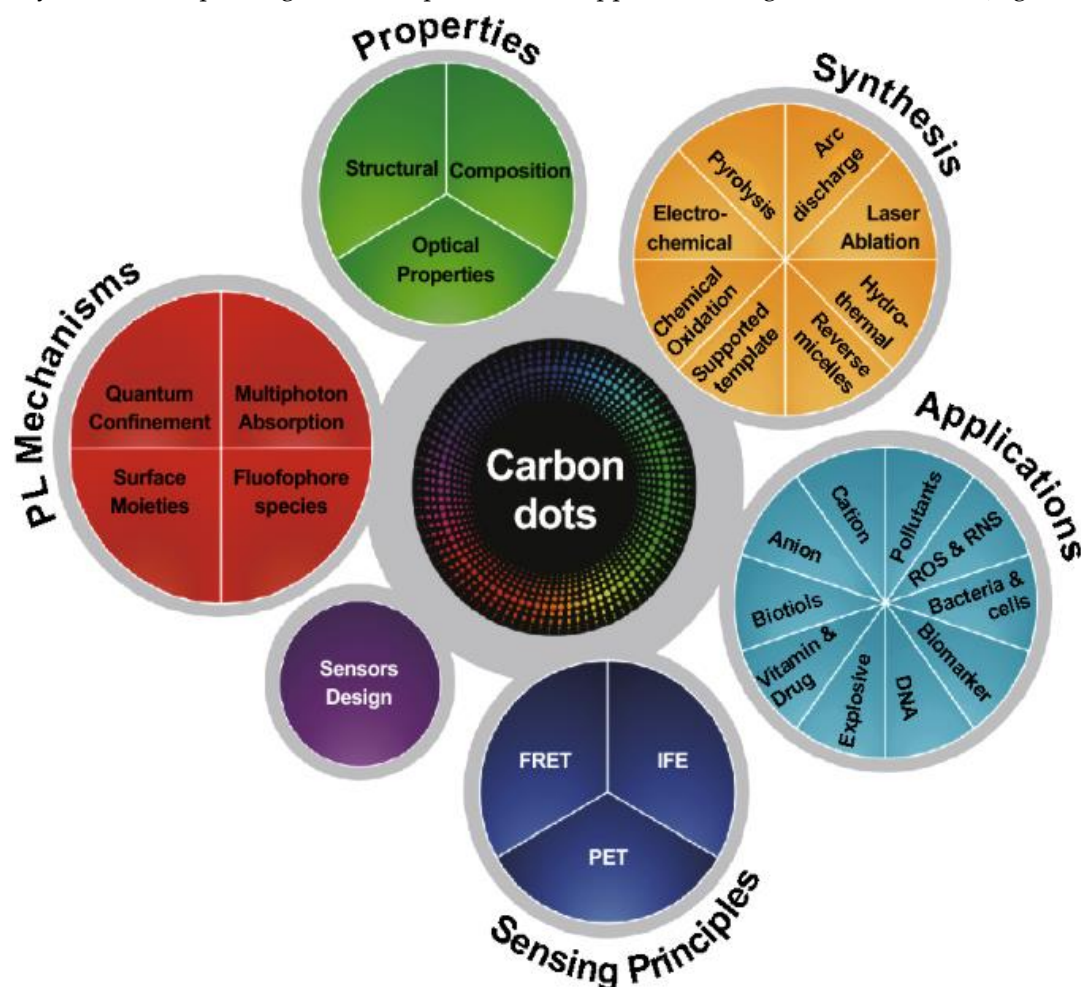 Properties
Structural
Composition
Optical
Properties
Synthesis
Pyrolysis
Arc
discharge
Electro-
chemical
Laser
Ablation
Chemical
Oxidation
Hydro-
thermal
Supported
template
Reverse
micelles
PL Mechanisms
Quantum
Confinement
Multiphoton
Absorption
Surface
Moieties
Fluofophore
species
Carbon
dots
Applications
Pollutants
Cation
ROS & RNS
Anion
Bacteria &
cells
Biotiols
Biomarker
Vitamin &
Drug
DNA
Explosive
Sensors
Design
FRET
IFE
PET
Sensing Principles